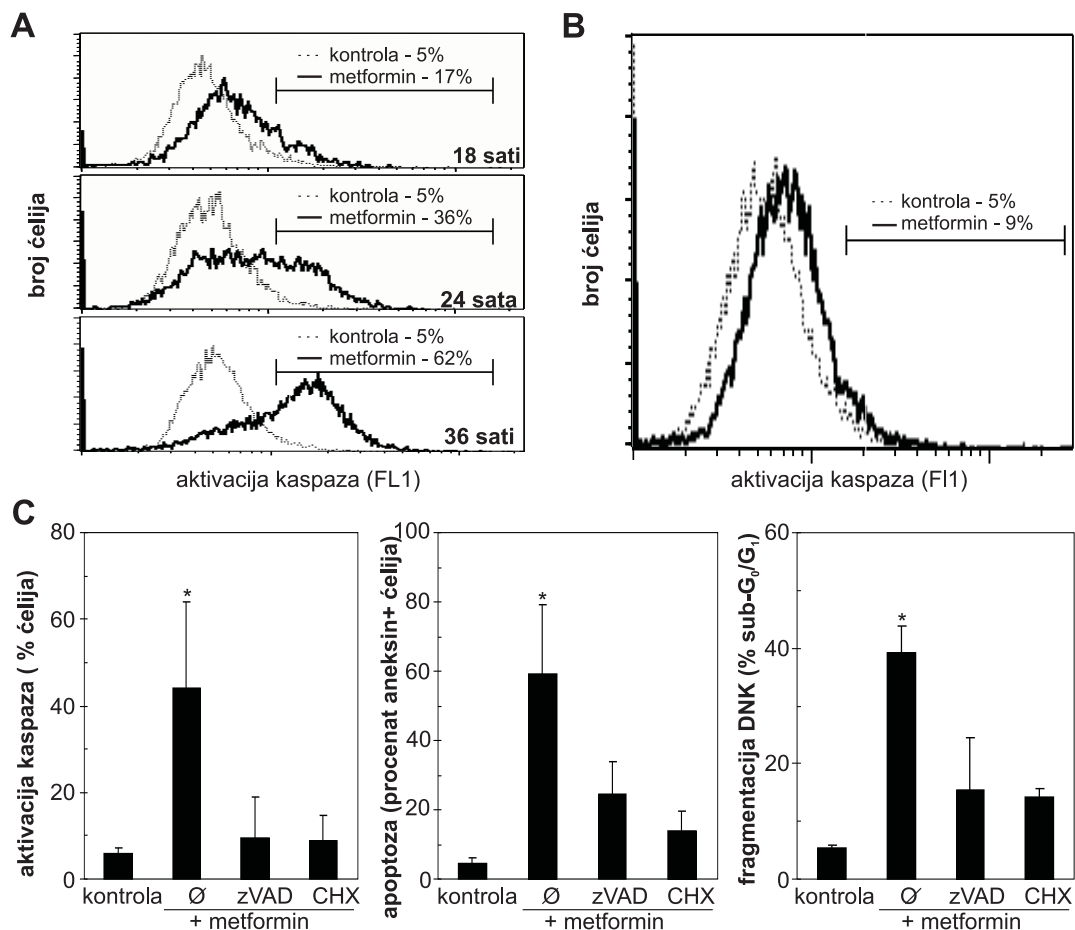 A
kontrola - 5%
metformin - 17%
18 sati
kontrola - 5%
metformin - 36%
24 sata
kontrola - 5%
metformin - 62%
36 sati
broj ćelija
aktivacija kaspaza (FL1)
B
kontrola - 5%
metformin - 9%
broj ćelija
aktivacija kaspaza (Fl1)
C
aktivacija kaspaza ( % ćelija)
80
60
40
20
0
kontrola Ø zVAD CHX
+ metformin
*
apoptoza (procenat aneksin+ ćelija)
100
80
60
40
20
0
kontrola Ø zVAD CHX
+ metformin
*
fragmentacija DNK (% sub-G₀/G₁)
60
40
20
0
kontrola Ø zVAD CHX
+ metformin
*